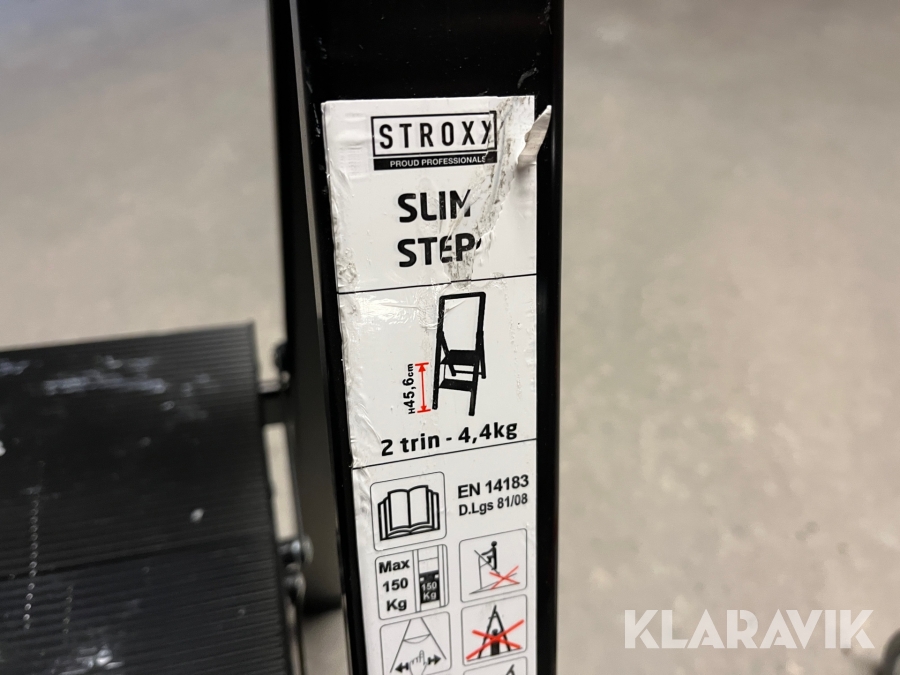 STROXX
PROUD PROFESSIONALS
SLIM
STEP
H45,6cm
2 trin - 4,4kg
EN 14183
D.Lgs 81/08
Max
150
Kg
150
Kg
KLARAVIK